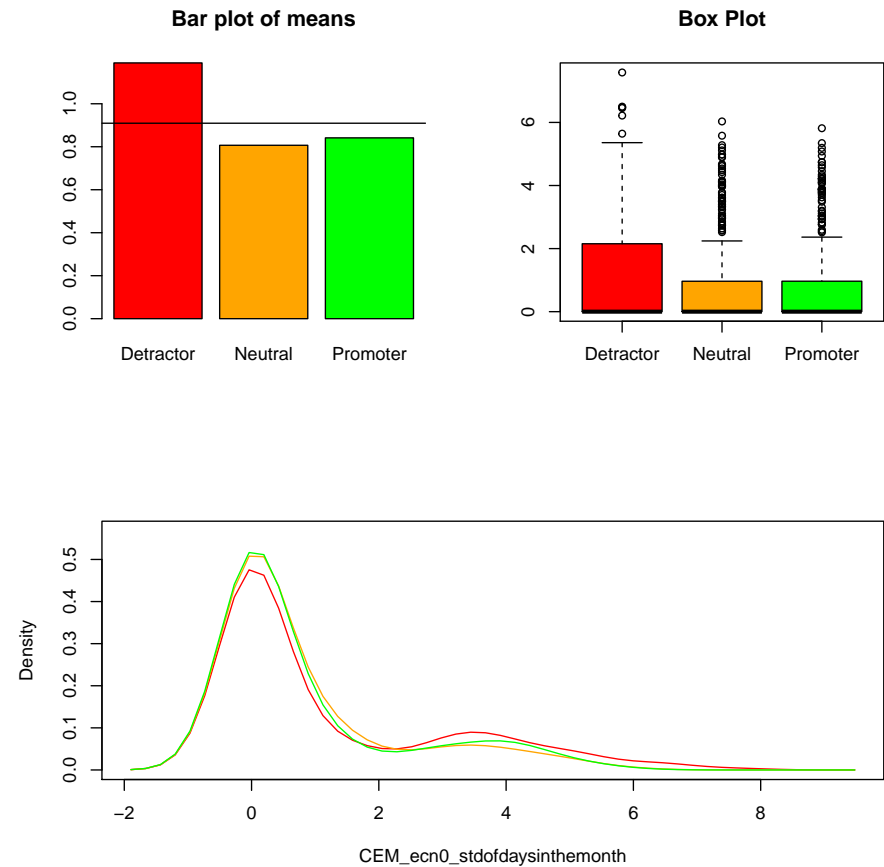 Bar plot of means
0.0
0.2
0.4
0.6
0.8
1.0
Detractor
Neutral
Promoter
Box Plot
0
2
4
6
Detractor
Neutral
Promoter
Density
0.0
0.1
0.2
0.3
0.4
0.5
−2
0
2
4
6
8
CEM_ecn0_stdofdaysinthemonth